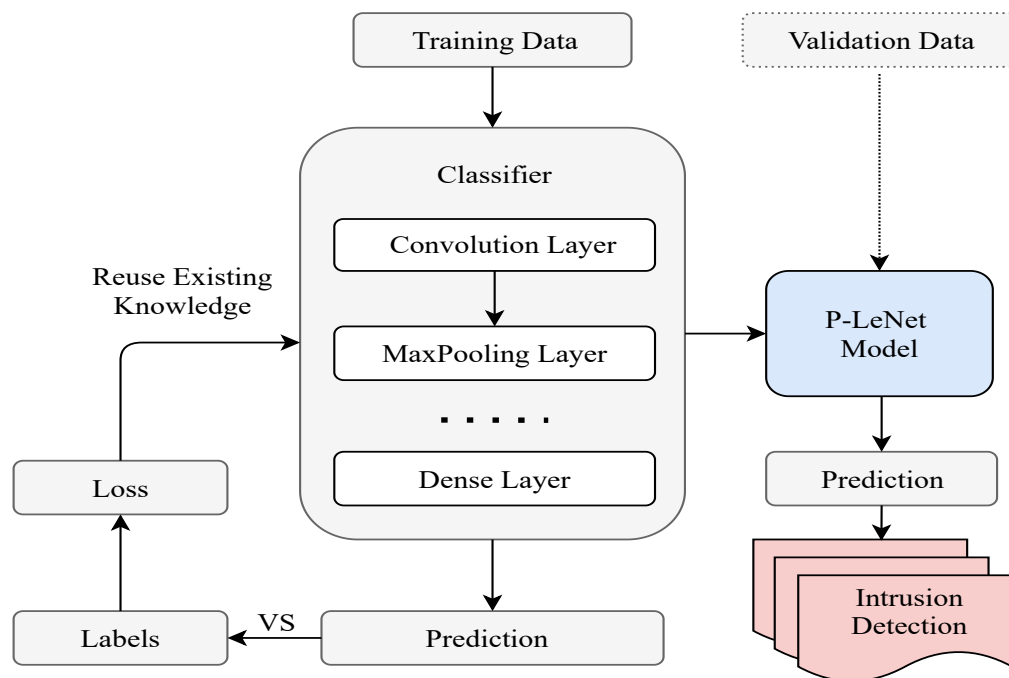 Training Data
Validation Data
Classifier
Convolution Layer
Reuse Existing
Knowledge
MaxPooling Layer
P-LeNet
Model
Dense Layer
Loss
Prediction
Labels
VS
Prediction
Intrusion
Detection